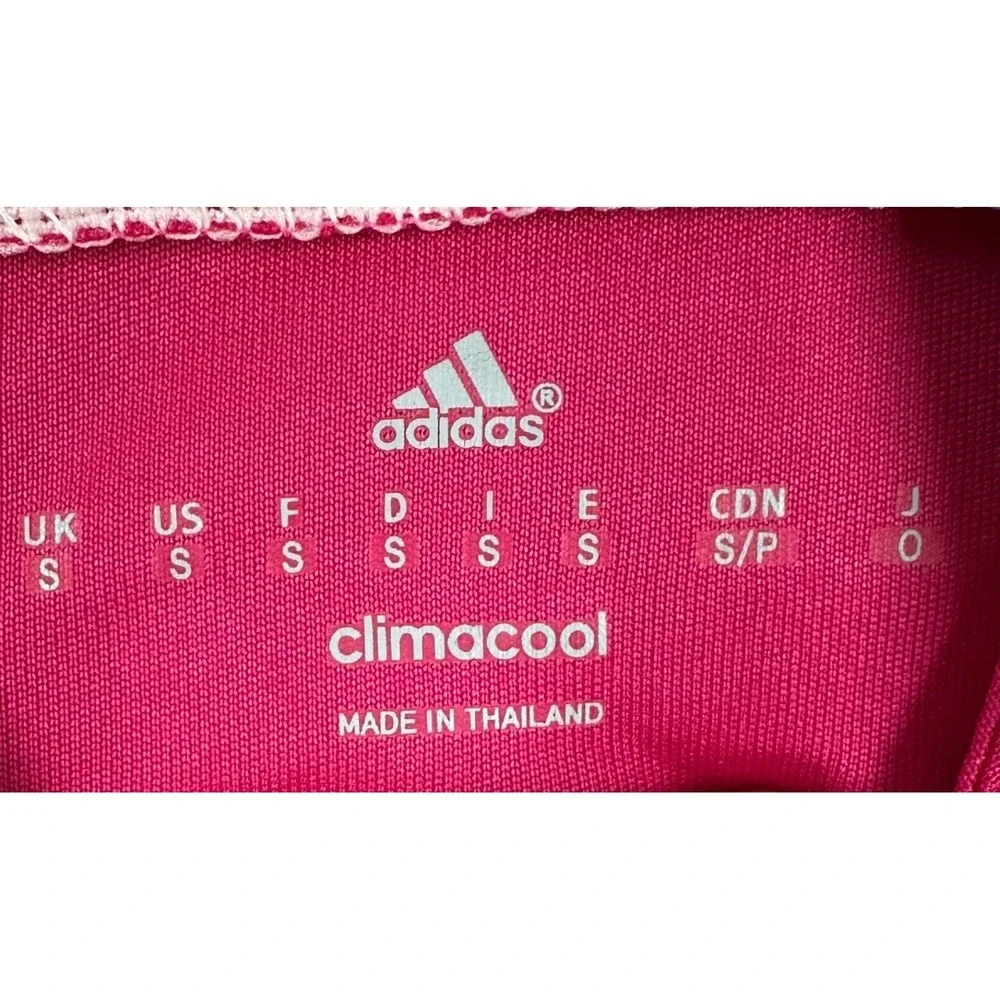 adidas®
UK US F D I E CDN J
S S S S S S S/P O
climacool
MADE IN THAILAND